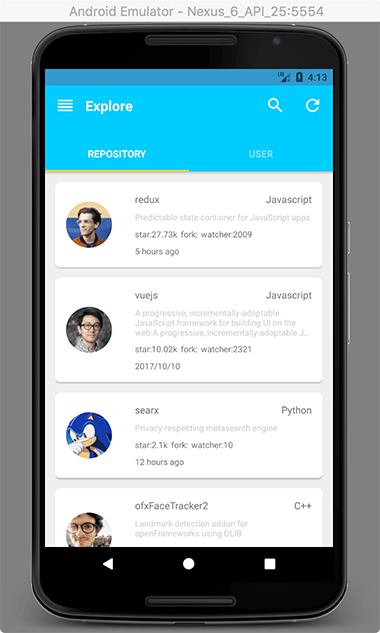 Android Emulator - Nexus_6_API_25:5554
4:13
Explore
REPOSITORY USER
redux Javascript
Predictable state container for JavaScript apps
star:27.73k fork: watcher:2009
5 hours ago
vuejs Javascript
A progressive, incrementally-adoptable
JavaScript framework for building UI on the
web.A progressive, incrementally-adoptable J...
star:10.02k fork: watcher:2321
2017/10/10
searx Python
Privacy-respecting metasearch engine
star:2.1k fork: watcher:10
12 hours ago
ofxFaceTracker2 C++
Landmark detection addon for
openFrameworks using DLIB